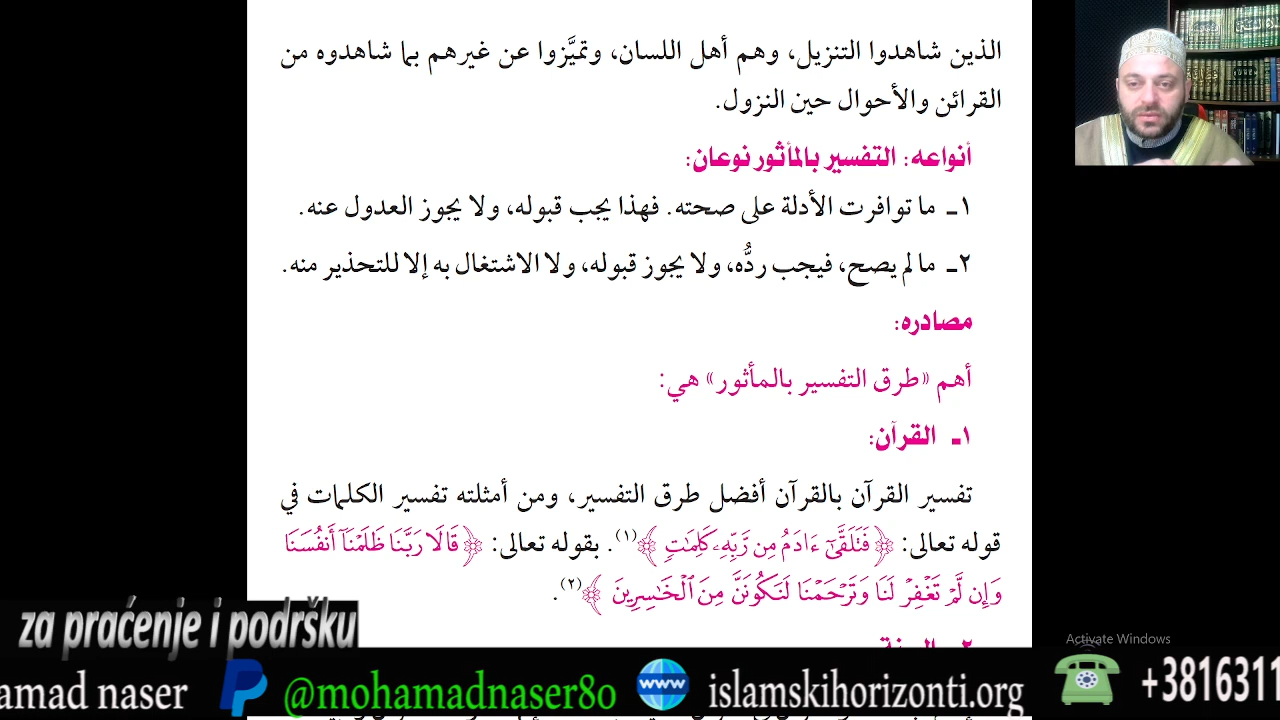 الذين شاهدوا التنزيل، وهم أهل اللسان، وتميَّزوا عن غيرهم بما شاهدوه من
القرائن والأحوال حين النزول.
أنواعه: التفسير بالمأثور نوعان:
١ـ ما توافرت الأدلة على صحته. فهذا يجب قبوله، ولا يجوز العدول عنه.
٢ـ ما لم يصح، فيجب ردُّه، ولا يجوز قبوله، ولا الاشتغال به إلا للتحذير منه.
مصادره:
أهم «طرق التفسير بالمأثور» هي:
١ـ القرآن:
تفسير القرآن بالقرآن أفضل طرق التفسير، ومن أمثلته تفسير الكلمات في
قوله تعالى: ﴿فَتَلَقَّىٰٓ ءَادَمُ مِن رَّبِّهِۦ كَلِمَٰتٍ﴾(١). بقوله تعالى: ﴿قَالَا رَبَّنَا ظَلَمْنَآ أَنفُسَنَا
وَإِن لَّمْ تَغْفِرْ لَنَا وَتَرْحَمْنَا لَنَكُونَنَّ مِنَ ٱلْخَٰسِرِينَ﴾(٢).
za praćenje i podršku
Activate Windows
amad naser @mohamadnaser80 www islamskihorizonti.org +3816311